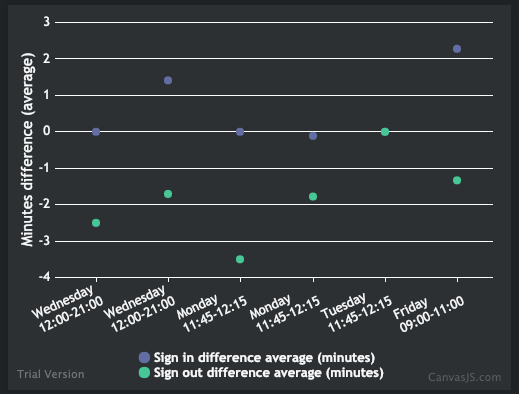 Minutes difference (average)
3
2
1
0
-1
-2
-3
-4
Wednesday
12:00-21:00
Wednesday
12:00-21:00
Monday
11:45-12:15
Monday
11:45-12:15
Tuesday
11:45-12:15
Friday
09:00-11:00
Sign in difference average (minutes)
Sign out difference average (minutes)
Trial Version
CanvasJS.com